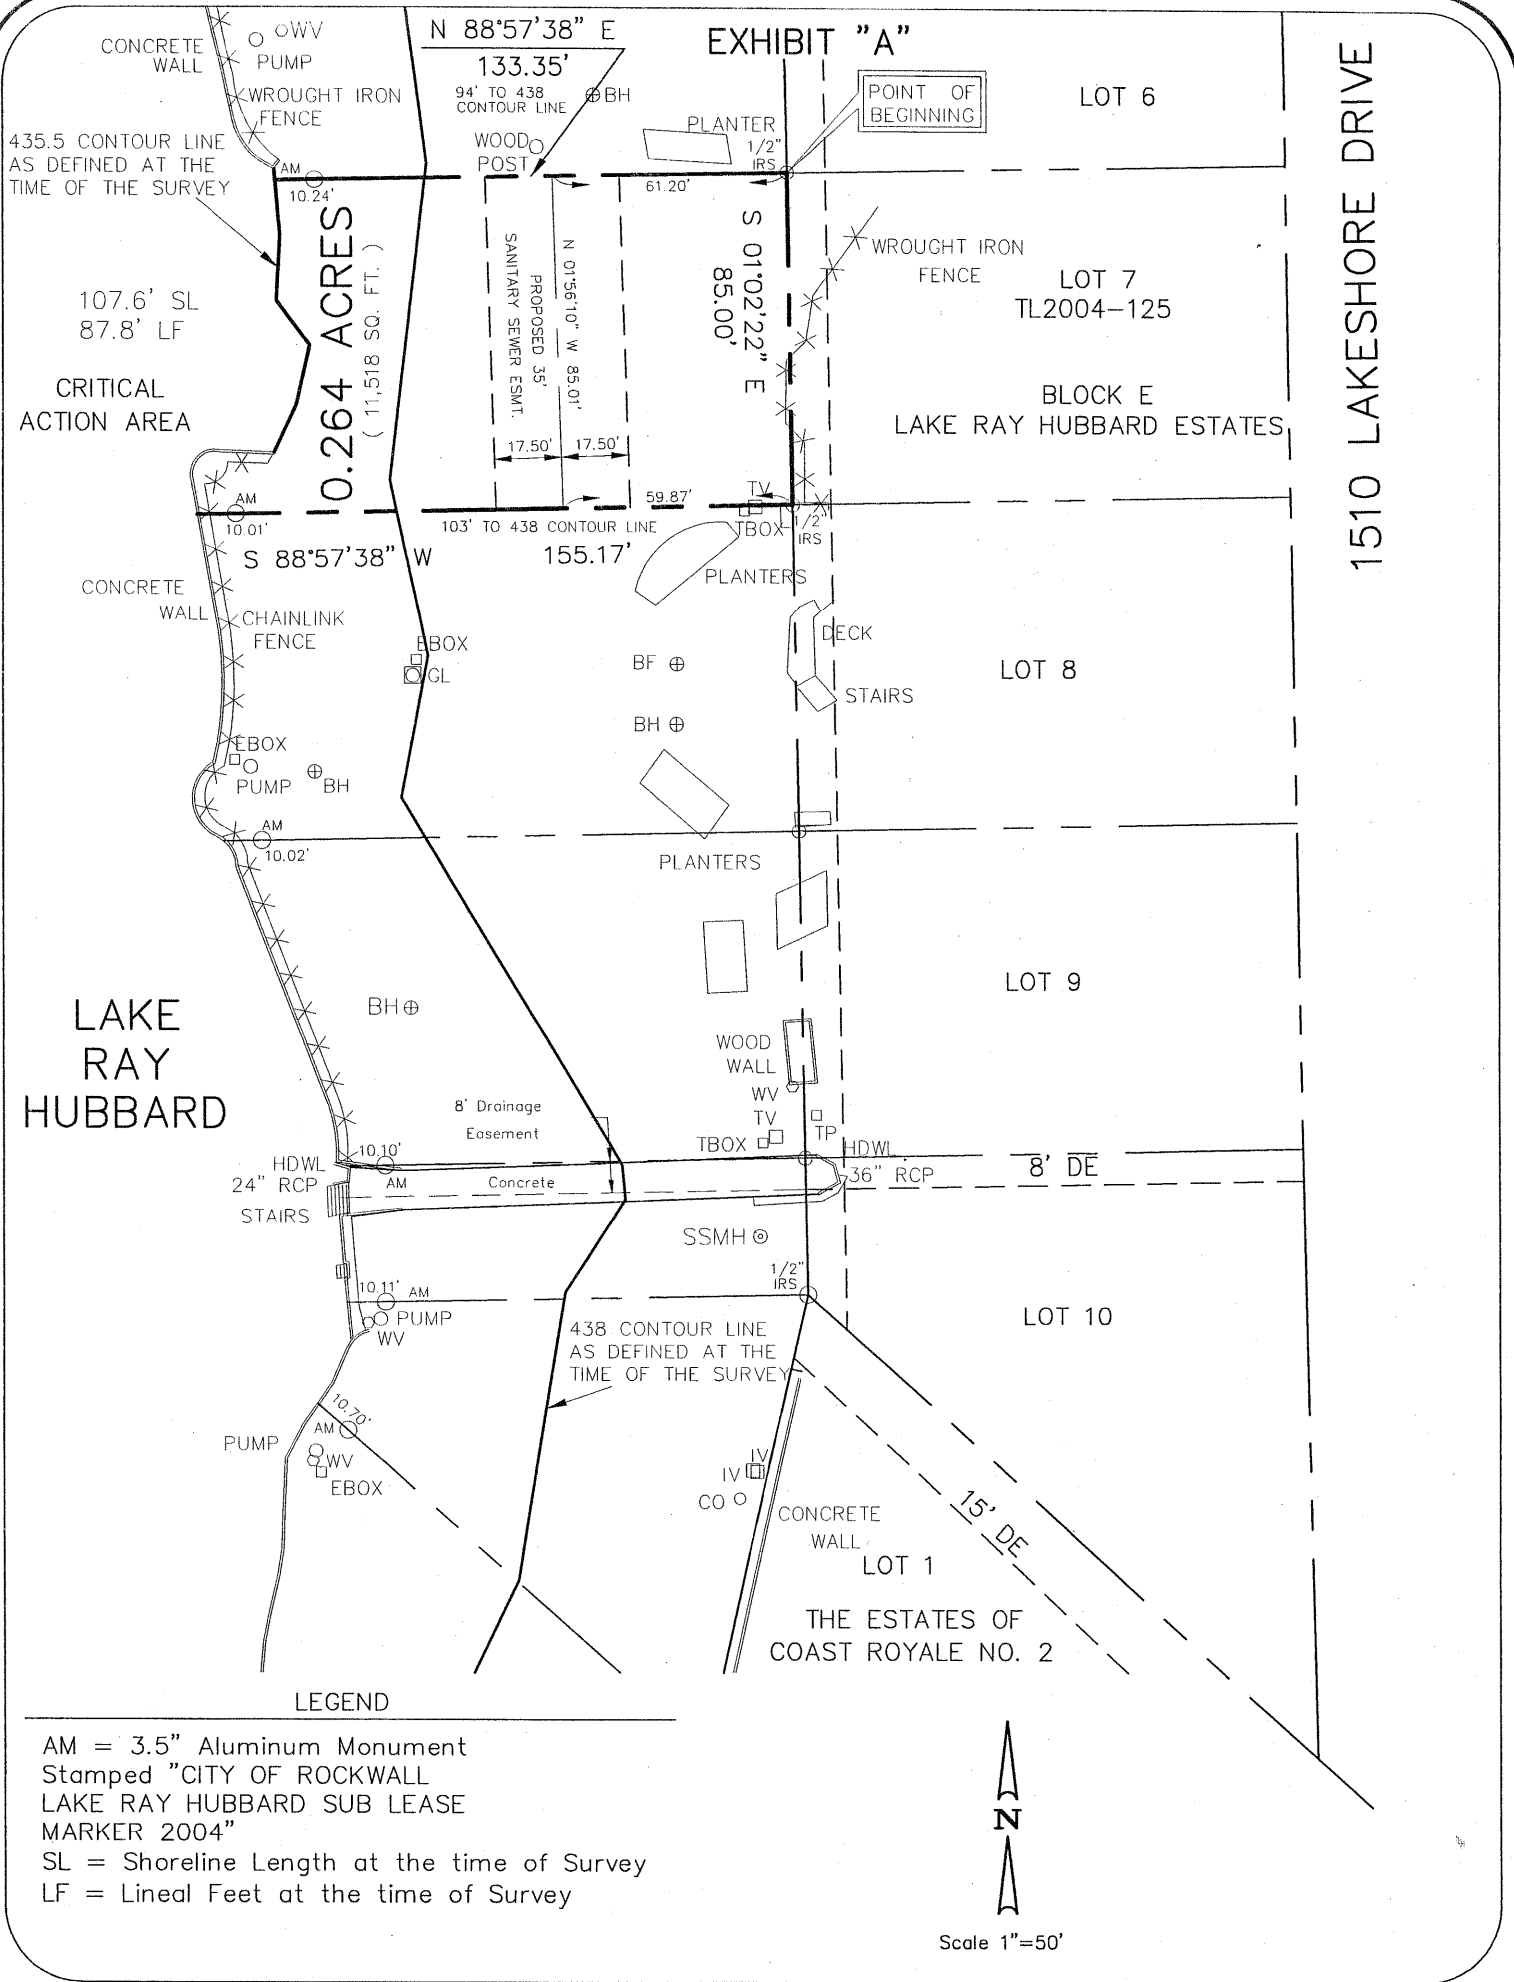 EXHIBIT "A"
N 88°57'38" E
133.35'
94' TO 438
CONTOUR LINE
BH
WV
PUMP
CONCRETE
WALL
WROUGHT IRON
FENCE
435.5 CONTOUR LINE
AS DEFINED AT THE
TIME OF THE SURVEY
AM
10.24'
WOOD
POST
PLANTER
1/2"
IRS
POINT OF
BEGINNING
LOT 6
61.20'
1510 LAKESHORE DRIVE
107.6' SL
87.8' LF
CRITICAL
ACTION AREA
0.264 ACRES
( 11,518 SQ. FT. )
SANITARY SEWER ESMT.
PROPOSED 35'
N 01°56'10" W 85.01'
17.50'
17.50'
S 01°02'22" E
85.00'
WROUGHT IRON
FENCE
LOT 7
TL2004-125
BLOCK E
LAKE RAY HUBBARD ESTATES
AM
10.01'
59.87'
TV
TBOX
1/2"
IRS
103' TO 438 CONTOUR LINE
S 88°57'38" W
155.17'
CONCRETE
WALL
CHAINLINK
FENCE
PLANTERS
EBOX
GL
BF
BH
DECK
STAIRS
LOT 8
EBOX
PUMP
BH
AM
10.02'
PLANTERS
BH
LOT 9
LAKE
RAY
HUBBARD
WOOD
WALL
WV
TV
TBOX
TP
8' Drainage
Easement
HDWL
24" RCP
STAIRS
10.10'
AM
Concrete
HDWL
36" RCP
8' DE
SSMH
1/2"
IRS
10.11'
AM
PUMP
WV
438 CONTOUR LINE
AS DEFINED AT THE
TIME OF THE SURVEY
LOT 10
10.70'
AM
PUMP
WV
EBOX
IV
IV
CO
CONCRETE
WALL
15' DE
LOT 1
THE ESTATES OF
COAST ROYALE NO. 2
LEGEND
AM = 3.5" Aluminum Monument
Stamped "CITY OF ROCKWALL
LAKE RAY HUBBARD SUB LEASE
MARKER 2004"
SL = Shoreline Length at the time of Survey
LF = Lineal Feet at the time of Survey
N
Scale 1"=50'